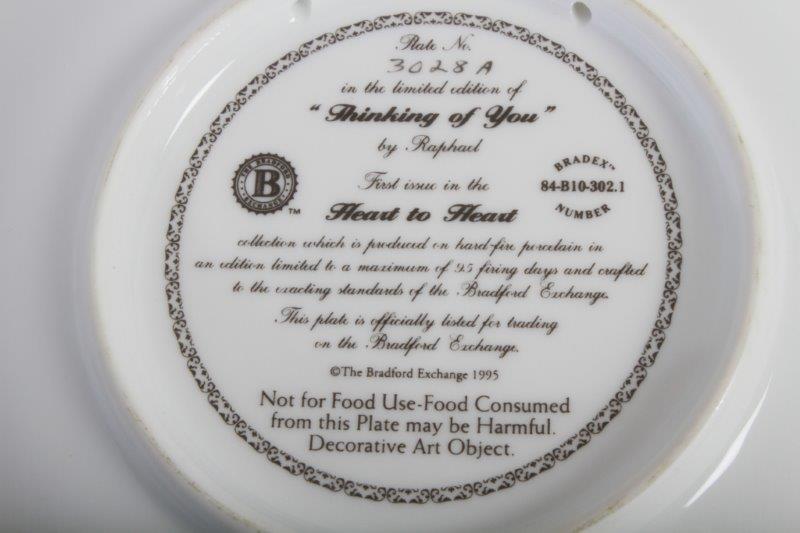 Plate No.
3028A
in the limited edition of
"Thinking of You"
by Raphael
THE BRADFORD EXCHANGE
B
™
First issue in the
BRADEX™
84-B10-302.1
NUMBER
Heart to Heart
collection which is produced on hard-fire porcelain in
an edition limited to a maximum of 95 firing days and crafted
to the exacting standards of the Bradford Exchange.
This plate is officially listed for trading
on the Bradford Exchange.
©The Bradford Exchange 1995
Not for Food Use-Food Consumed
from this Plate may be Harmful.
Decorative Art Object.